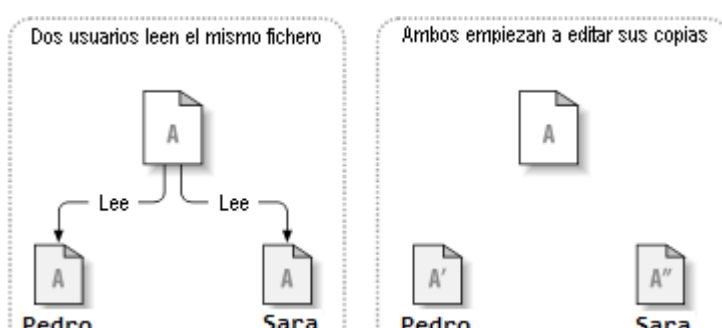 Dos usuarios leen el mismo fichero
A
Lee
Lee
A
A
Pedro
Sara
Ambos empiezan a editar sus copias
A
A'
A"
Pedro
Sara